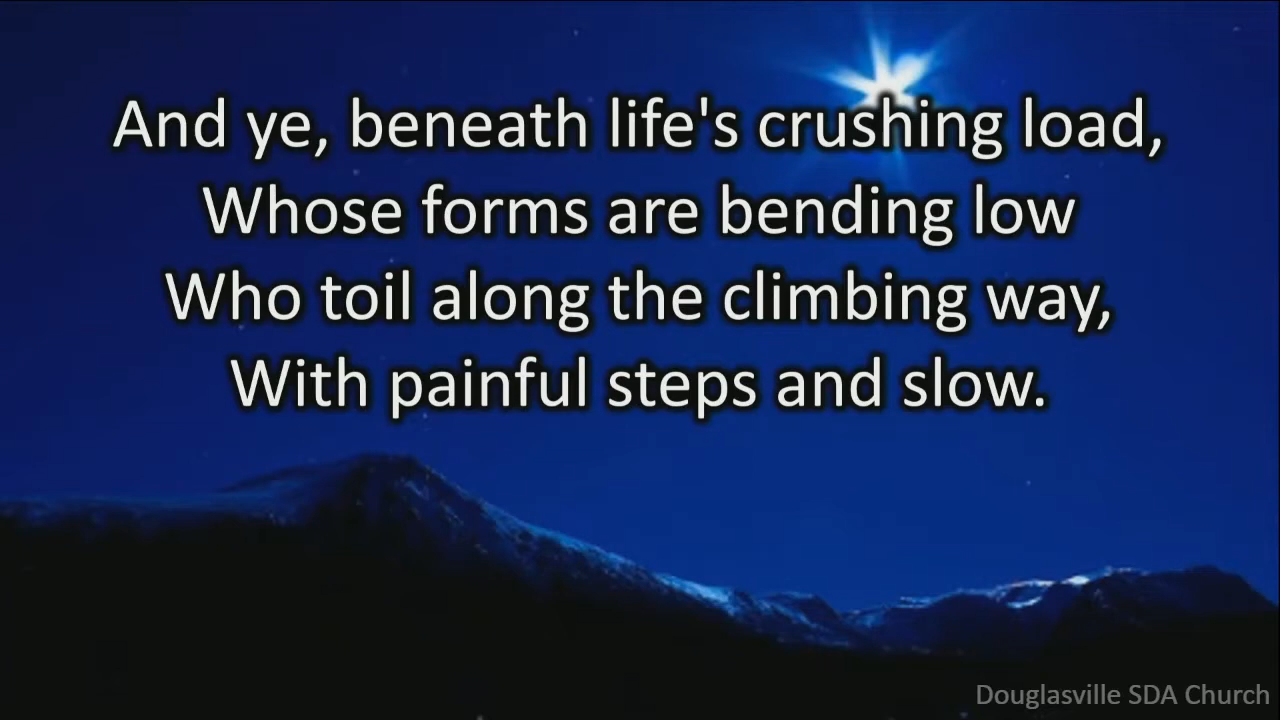 And ye, beneath life's crushing load,
Whose forms are bending low
Who toil along the climbing way,
With painful steps and slow.
Douglasville SDA Church